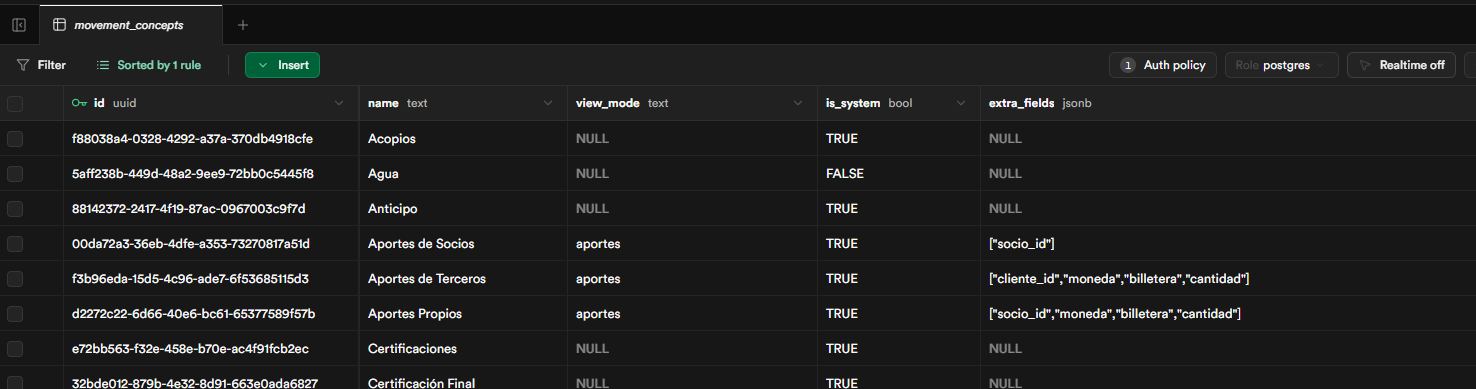 movement_concepts
Filter Sorted by 1 rule Insert 1 Auth policy Role postgres Realtime off
id uuid name text view_mode text is_system bool extra_fields jsonb
f88038a4-0328-4292-a37a-370db4918cfe Acopios NULL TRUE NULL
5aff238b-449d-48a2-9ee9-72bb0c5445f8 Agua NULL FALSE NULL
88142372-2417-4f19-87ac-0967003c9f7d Anticipo NULL TRUE NULL
00da72a3-36eb-4dfe-a353-73270817a51d Aportes de Socios aportes TRUE ["socio_id"]
f3b96eda-15d5-4c96-ade7-6f53685115d3 Aportes de Terceros aportes TRUE ["cliente_id","moneda","billetera","cantidad"]
d2272c22-6d66-40e6-bc61-65377589f57b Aportes Propios aportes TRUE ["socio_id","moneda","billetera","cantidad"]
e72bb563-f32e-458e-b70e-ac4f91fcb2ec Certificaciones NULL TRUE NULL
32bde012-879b-4e32-8d91-663e0ada6827 Certificación Final NULL TRUE NULL